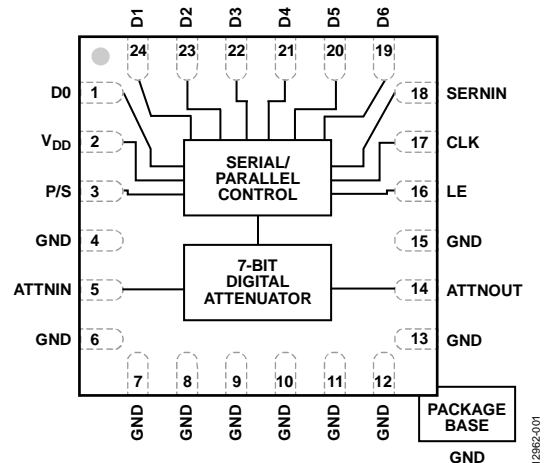 D1
D2
D3
D4
D5
D6
24
23
22
21
20
19
D0 1
18 SERNIN
V_DD 2
17 CLK
P/S 3
16 LE
SERIAL/
PARALLEL
CONTROL
GND 4
15 GND
7-BIT
DIGITAL
ATTENUATOR
ATTNIN 5
14 ATTNOUT
GND 6
13 GND
7
8
9
10
11
12
GND
GND
GND
GND
GND
GND
PACKAGE
BASE
GND
12962-001